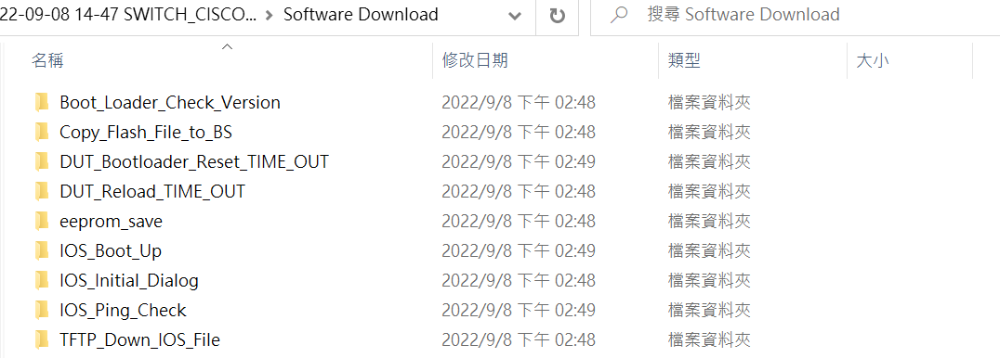 22-09-08 14-47 SWITCH_CISCO... > Software Download 搜尋 Software Download
名稱 修改日期 類型 大小
Boot_Loader_Check_Version 2022/9/8 下午 02:48 檔案資料夾
Copy_Flash_File_to_BS 2022/9/8 下午 02:48 檔案資料夾
DUT_Bootloader_Reset_TIME_OUT 2022/9/8 下午 02:49 檔案資料夾
DUT_Reload_TIME_OUT 2022/9/8 下午 02:48 檔案資料夾
eeprom_save 2022/9/8 下午 02:48 檔案資料夾
IOS_Boot_Up 2022/9/8 下午 02:49 檔案資料夾
IOS_Initial_Dialog 2022/9/8 下午 02:48 檔案資料夾
IOS_Ping_Check 2022/9/8 下午 02:49 檔案資料夾
TFTP_Down_IOS_File 2022/9/8 下午 02:48 檔案資料夾